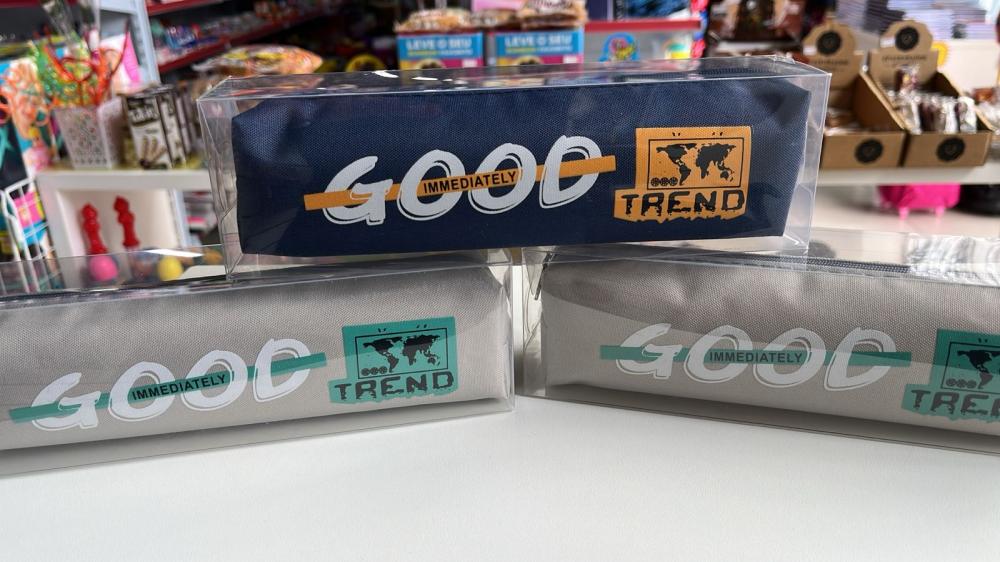 LEVE O SEU
LEVE O SEU
GOOD
IMMEDIATELY
TREND
GOOD
IMMEDIATELY
TREND
GOOD
IMMEDIATELY